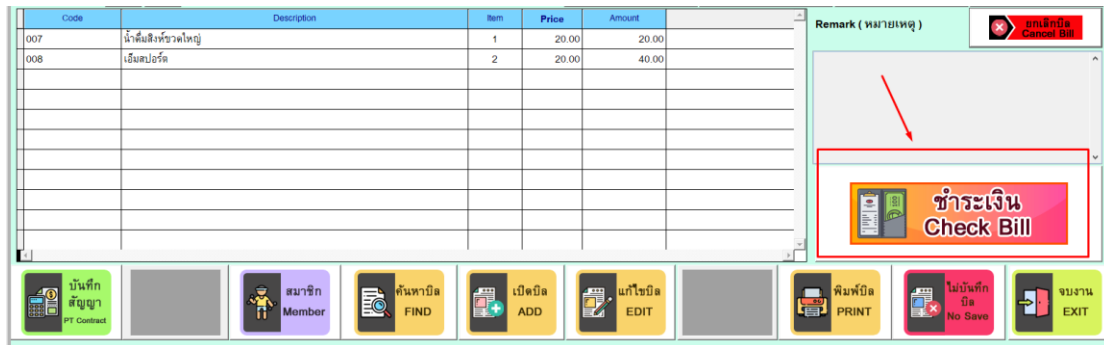 Code Description Item Price Amount
007 น้ำดื่มสิงห์ขวดใหญ่ 1 20.00 20.00
008 เอ็มสปอร์ต 2 20.00 40.00
Remark ( หมายเหตุ )
ยกเลิกบิล
Cancel Bill
ชำระเงิน
Check Bill
บันทึก
สัญญา
PT Contract
สมาชิก
Member
ค้นหาบิล
FIND
เปิดบิล
ADD
แก้ไขบิล
EDIT
พิมพ์บิล
PRINT
ไม่บันทึก
บิล
No Save
จบงาน
EXIT